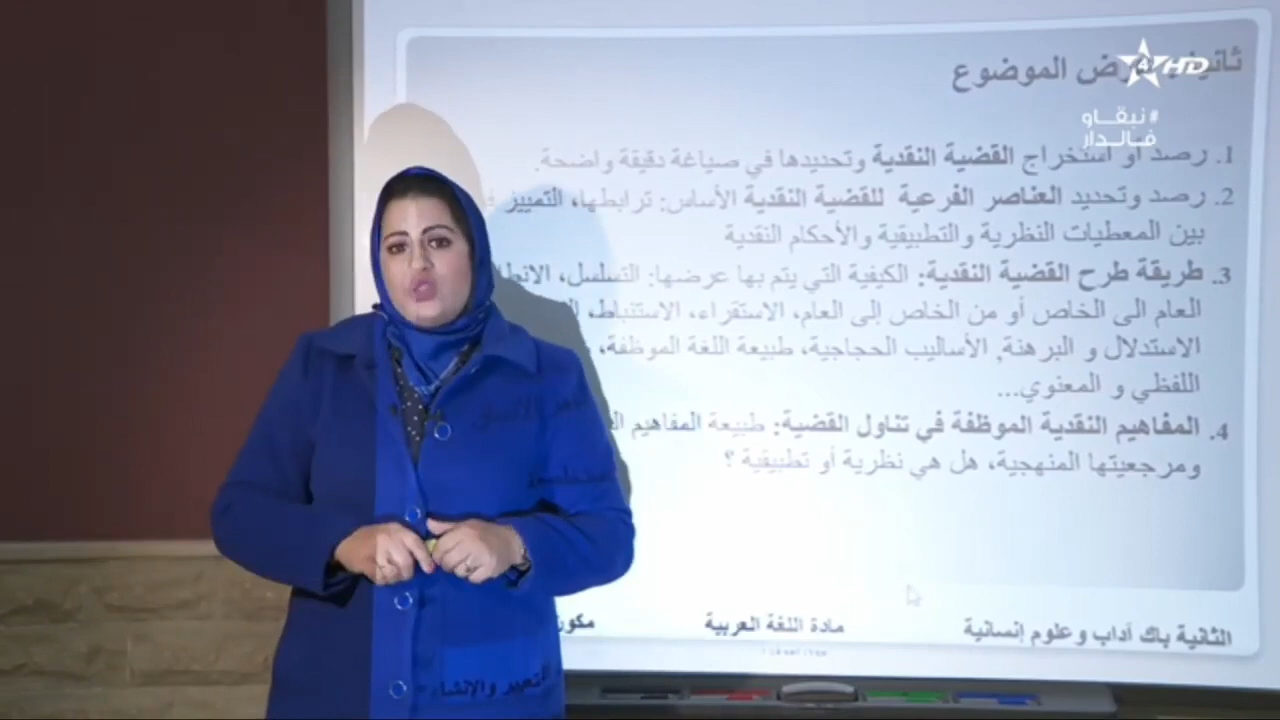 ثانيا: عرض الموضوع
4 HD
#نبقاو
فالدار
1. رصد أو استخراج القضية النقدية وتحديدها في صياغة دقيقة واضحة.
2. رصد وتحديد العناصر الفرعية للقضية النقدية الأساس: ترابطها، التمييز
بين المعطيات النظرية والتطبيقية والأحكام النقدية
3. طريقة طرح القضية النقدية: الكيفية التي يتم بها عرضها: التسلسل،
العام الى الخاص أو من الخاص إلى العام، الاستقراء، الاستنباط،
الاستدلال و البرهنة, الأساليب الحجاجية، طبيعة اللغة الموظفة،
اللفظي و المعنوي...
4. المفاهيم النقدية الموظفة في تناول القضية: طبيعة المفاهيم
ومرجعيتها المنهجية، هل هي نظرية أو تطبيقية ؟
الثانية باك آداب وعلوم إنسانية مادة اللغة العربية
التعبير والإنشاء